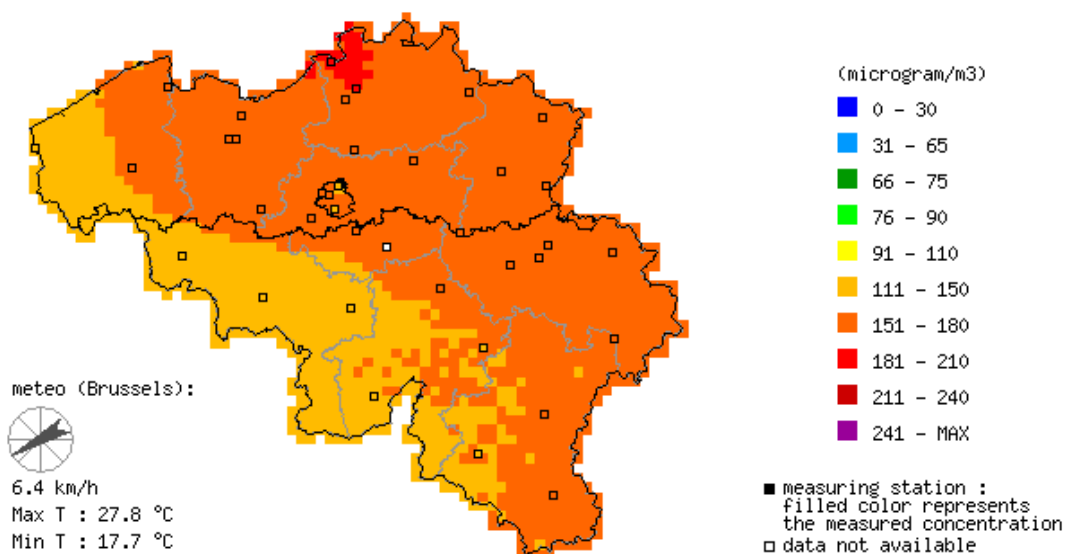 (microgram/m3)
0 - 30
31 - 65
66 - 75
76 - 90
91 - 110
111 - 150
151 - 180
181 - 210
211 - 240
241 - MAX
meteo (Brussels):
6.4 km/h
Max T : 27.8 °C
Min T : 17.7 °C
measuring station :
filled color represents
the measured concentration
data not available